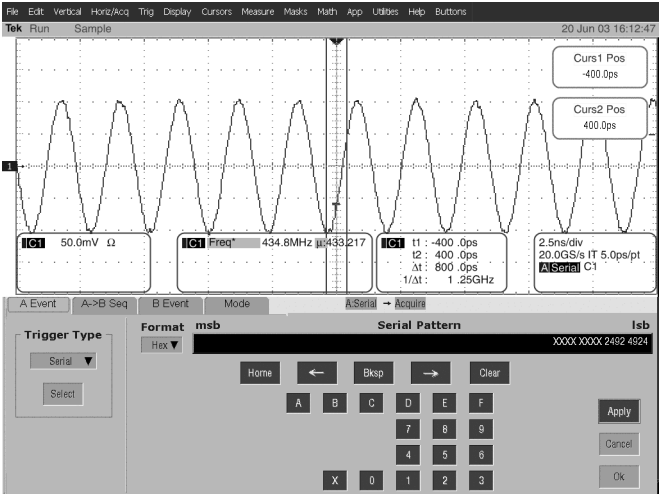 File Edit Vertical Horiz/Acq Trig Display Cursors Measure Masks Math App Utilities Help Buttons
Tek Run Sample 20 Jun 03 16:12:47
Curs1 Pos
-400.0ps
Curs2 Pos
400.0ps
1
C1 50.0mV Ω
C1 Freq* 434.8MHz µ:433.217
C1 t1 : -400 .0ps
t2 : 400 .0ps
Δt : 800 .0ps
1/Δt : 1 .25GHz
2.5ns/div
20.0GS/s IT 5.0ps/pt
A Serial C1
A Event A->B Seq B Event Mode A:Serial → Acquire
Trigger Type
Serial ▼
Select
Format msb Serial Pattern lsb
Hex ▼ XXXX XXXX 2492 4924
Home ← Bksp → Clear
A B C D E F
7 8 9
4 5 6
X 0 1 2 3
Apply
Cancel
Ok